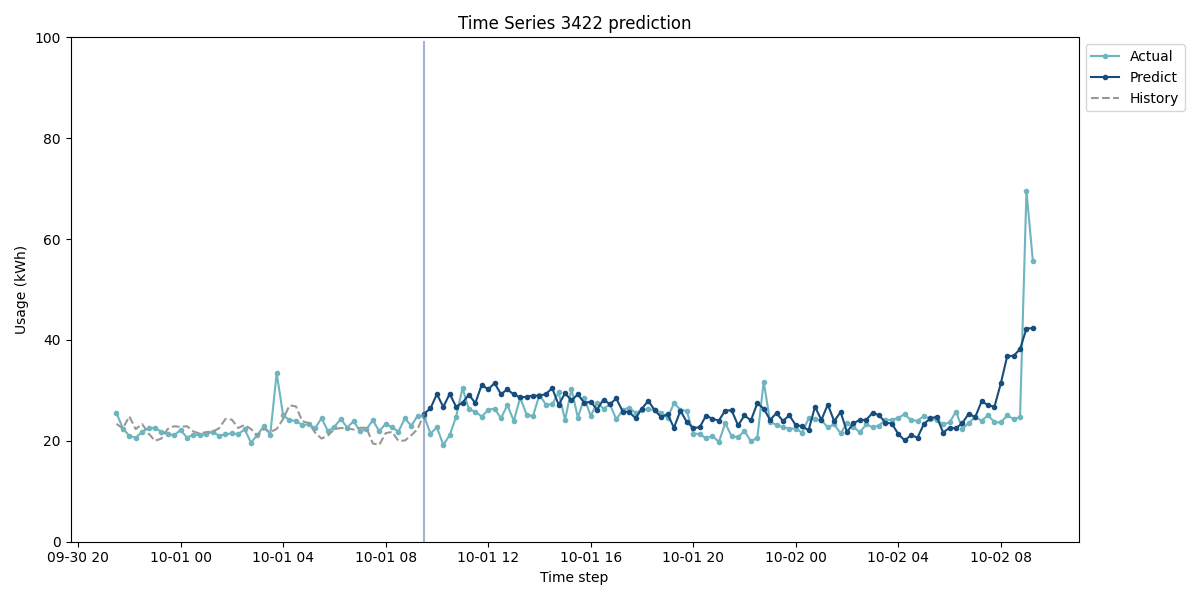 Time Series 3422 prediction
100
80
60
40
20
0
Usage (kWh)
09-30 20
10-01 00
10-01 04
10-01 08
10-01 12
10-01 16
10-01 20
10-02 00
10-02 04
10-02 08
Time step
Actual
Predict
History